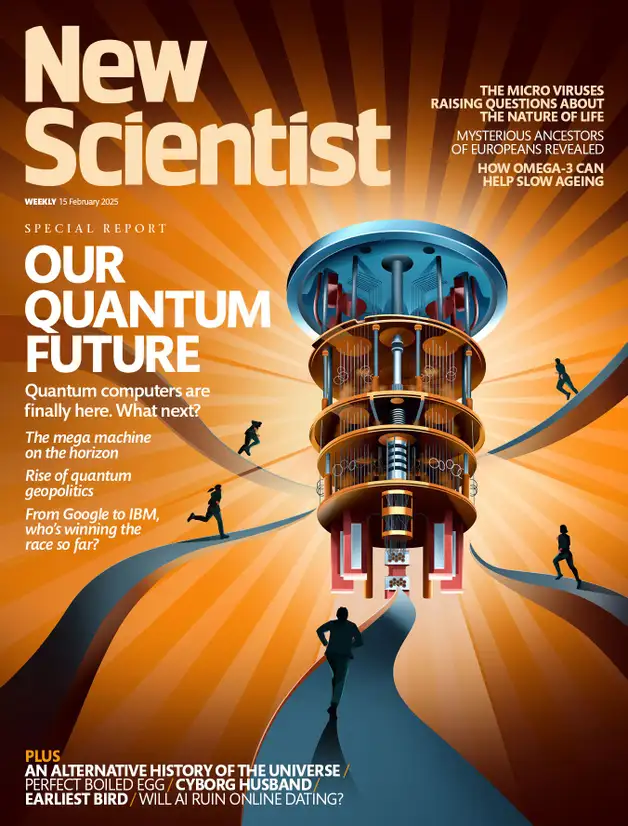 New
Scientist
WEEKLY 15 February 2025
THE MICRO VIRUSES
RAISING QUESTIONS ABOUT
THE NATURE OF LIFE
MYSTERIOUS ANCESTORS
OF EUROPEANS REVEALED
HOW OMEGA-3 CAN
HELP SLOW AGEING
SPECIAL REPORT
OUR
QUANTUM
FUTURE
Quantum computers are
finally here. What next?
The mega machine
on the horizon
Rise of quantum
geopolitics
From Google to IBM,
who's winning the
race so far?
PLUS
AN ALTERNATIVE HISTORY OF THE UNIVERSE /
PERFECT BOILED EGG / CYBORG HUSBAND /
EARLIEST BIRD / WILL AI RUIN ONLINE DATING?